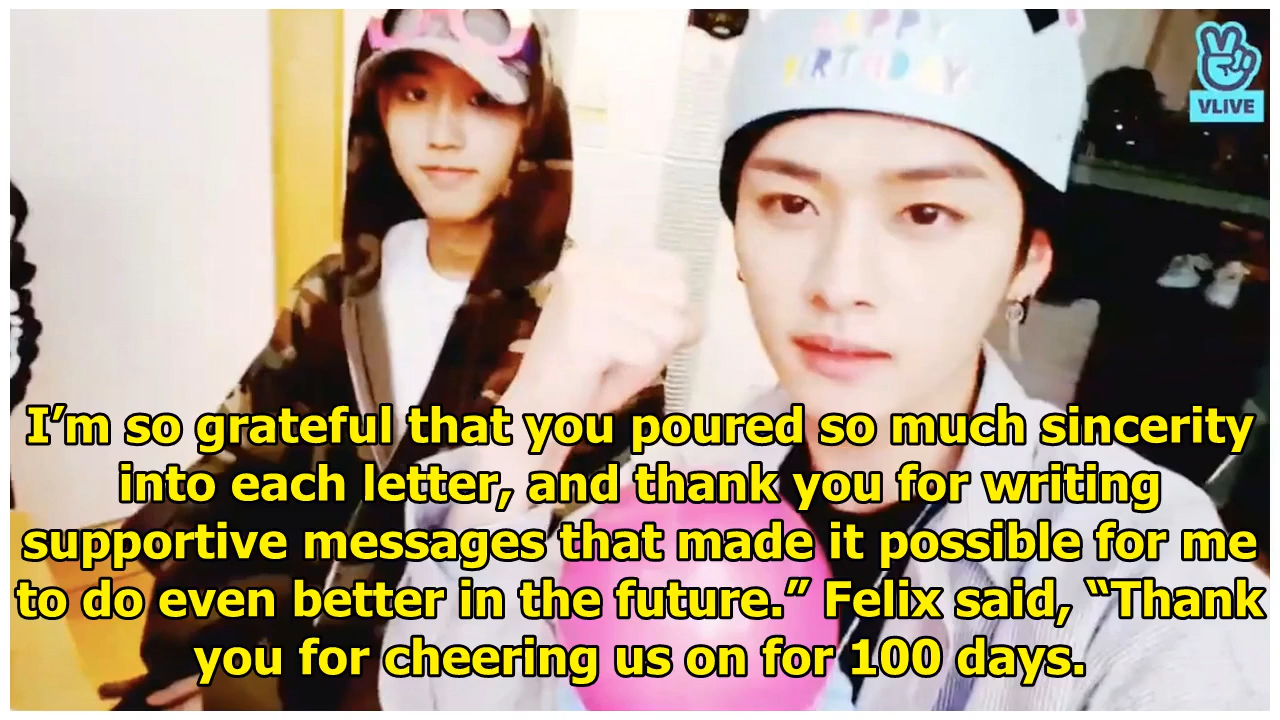 HAPPY
BIRTHDAY
VLIVE
I’m so grateful that you poured so much sincerity
into each letter, and thank you for writing
supportive messages that made it possible for me
to do even better in the future.” Felix said, “Thank
you for cheering us on for 100 days.